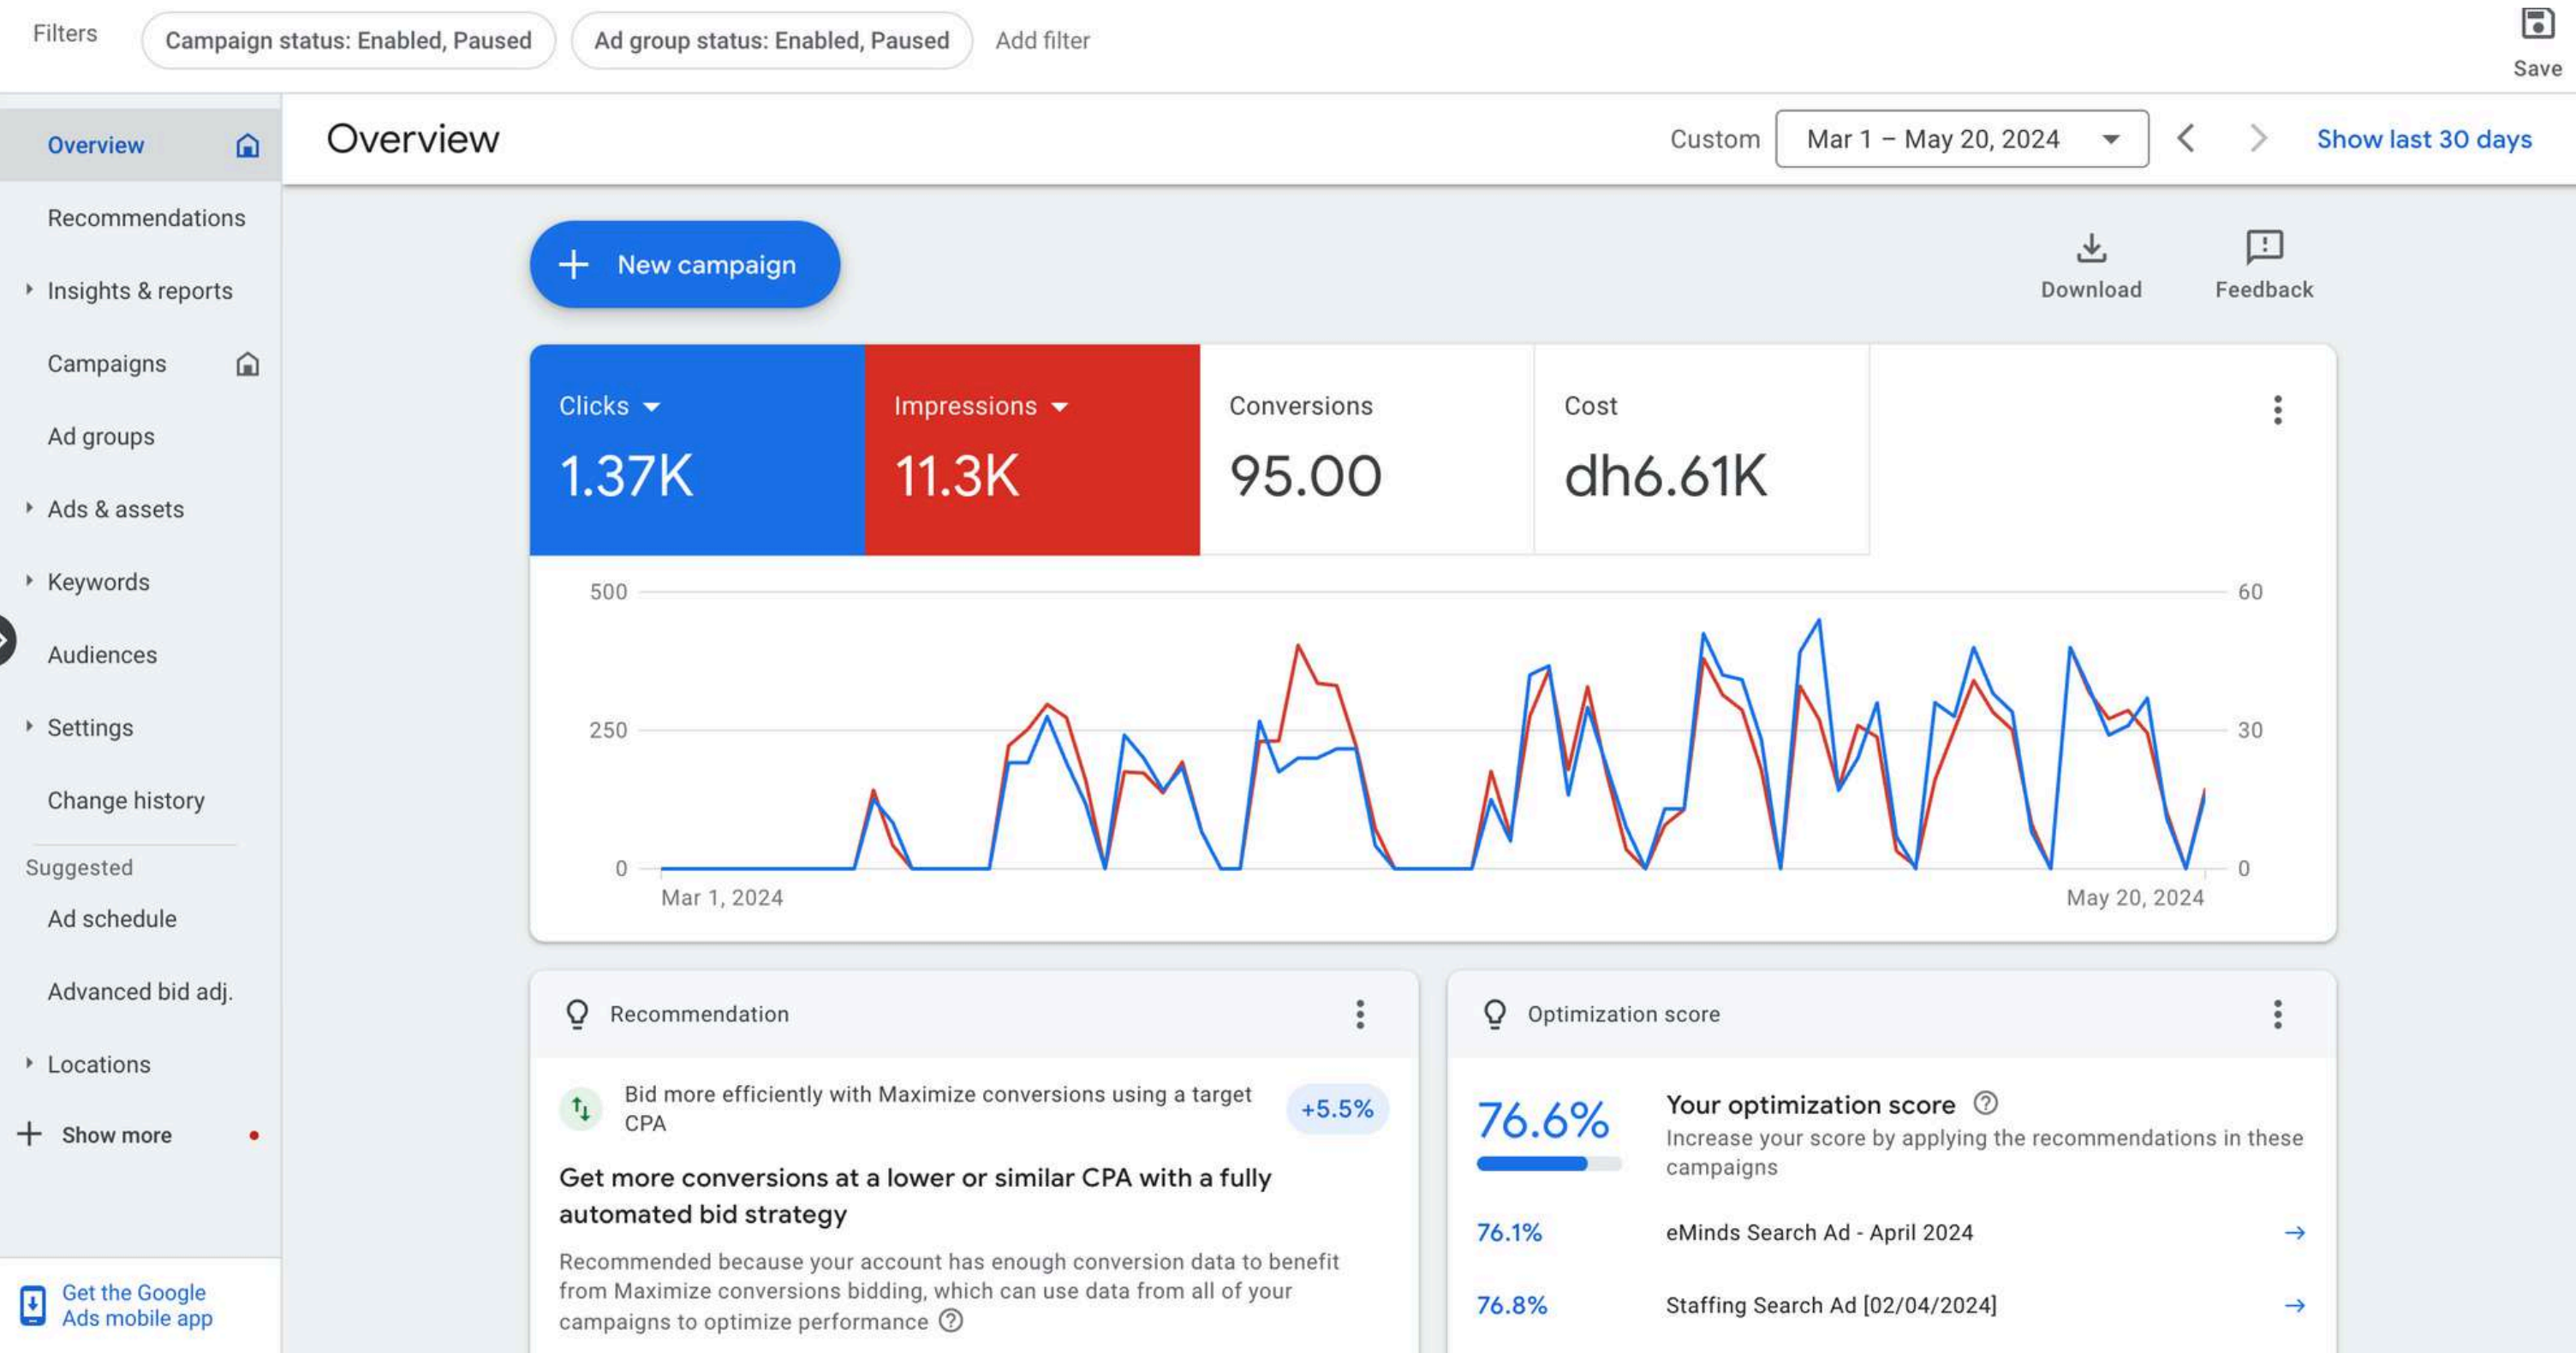 Filters
Campaign status: Enabled, Paused
Ad group status: Enabled, Paused
Add filter
Save
Overview
Recommendations
Insights & reports
Campaigns
Ad groups
Ads & assets
Keywords
Audiences
Settings
Change history
Suggested
Ad schedule
Advanced bid adj.
Locations
Show more
Get the Google
Ads mobile app
Overview
Custom
Mar 1 – May 20, 2024
Show last 30 days
New campaign
Download
Feedback
Clicks
1.37K
Impressions
11.3K
Conversions
95.00
Cost
dh6.61K
500
250
0
60
30
0
Mar 1, 2024
May 20, 2024
Recommendation
Bid more efficiently with Maximize conversions using a target
CPA
+5.5%
Get more conversions at a lower or similar CPA with a fully
automated bid strategy
Recommended because your account has enough conversion data to benefit
from Maximize conversions bidding, which can use data from all of your
campaigns to optimize performance
Optimization score
76.6%
Your optimization score
Increase your score by applying the recommendations in these
campaigns
76.1%
eMinds Search Ad - April 2024
76.8%
Staffing Search Ad [02/04/2024]